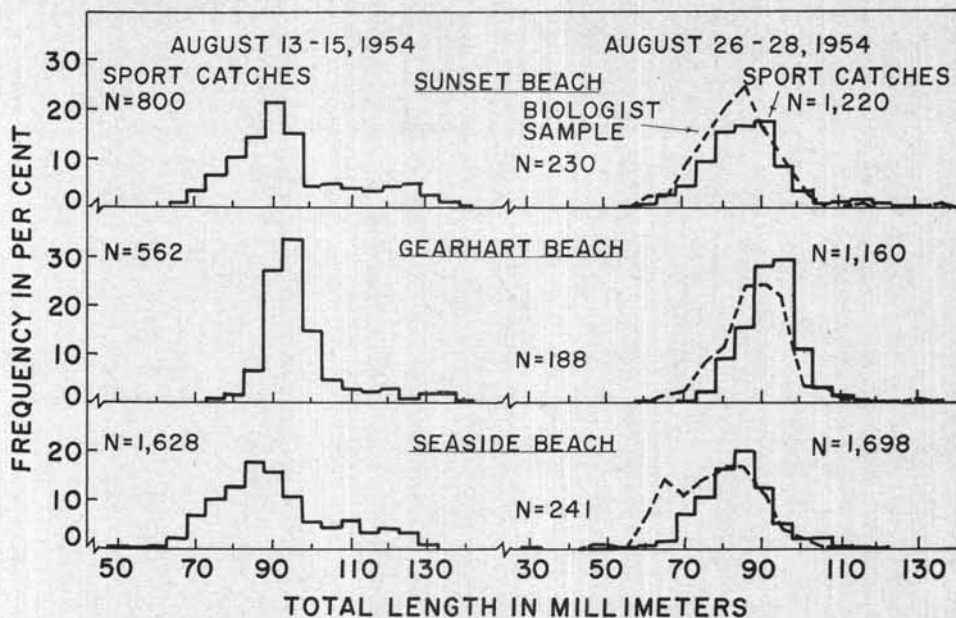 AUGUST 13-15, 1954
AUGUST 26-28, 1954
SPORT CATCHES
N=800
SUNSET BEACH
BIOLOGIST
SAMPLE
N=230
SPORT CATCHES
N=1,220
30
20
10
0
N=562
GEARHART BEACH
N=1,160
N=188
30
20
10
0
N=1,628
SEASIDE BEACH
N=1,698
N=241
20
10
0
FREQUENCY IN PER CENT
50 70 90 110 130 30 50 70 90 110 130
TOTAL LENGTH IN MILLIMETERS